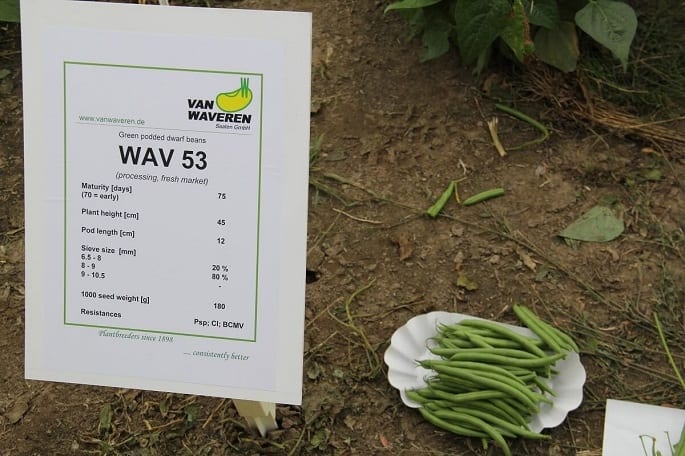 VAN
WAVEREN
Saaten GmbH
www.vanwaveren.de
Green podded dwarf beans
WAV 53
(processing, fresh market)
Maturity [days]
(70 = early) 75
Plant height [cm] 45
Pod length [cm] 12
Sieve size [mm]
6.5 - 8 20 %
8 - 9 80 %
9 - 10.5 -
1000 seed weight [g] 180
Resistances Psp; Cl; BCMV
Plantbreeders since 1898
.... consistently better